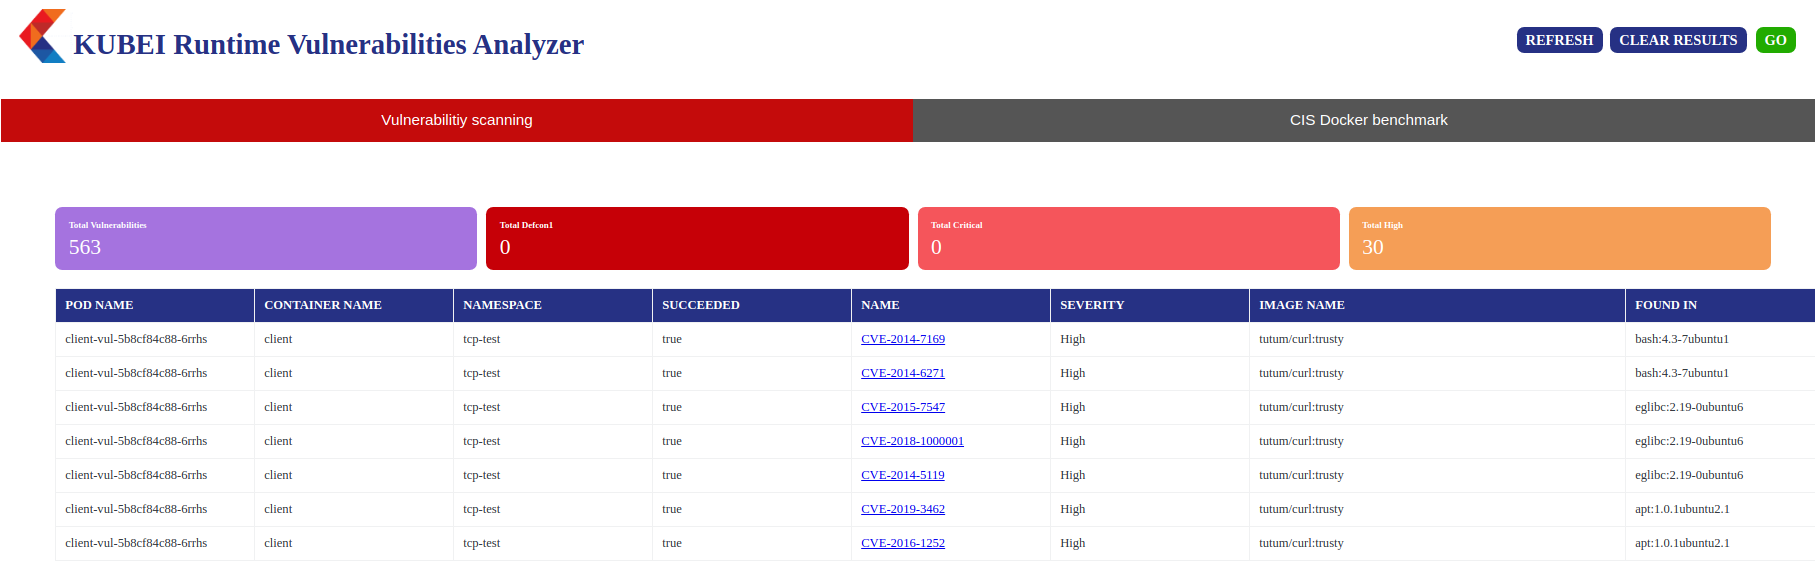 KUBEI Runtime Vulnerabilities Analyzer
REFRESH CLEAR RESULTS GO
Vulnerabilitiy scanning CIS Docker benchmark
Total Vulnerabilities Total Defcon1 Total Critical Total High
563 0 0 30
POD NAME CONTAINER NAME NAMESPACE SUCCEEDED NAME SEVERITY IMAGE NAME FOUND IN
client-vul-5b8cf84c88-6rrhs client tcp-test true CVE-2014-7169 High tutum/curl:trusty bash:4.3-7ubuntu1
client-vul-5b8cf84c88-6rrhs client tcp-test true CVE-2014-6271 High tutum/curl:trusty bash:4.3-7ubuntu1
client-vul-5b8cf84c88-6rrhs client tcp-test true CVE-2015-7547 High tutum/curl:trusty eglibc:2.19-0ubuntu6
client-vul-5b8cf84c88-6rrhs client tcp-test true CVE-2018-1000001 High tutum/curl:trusty eglibc:2.19-0ubuntu6
client-vul-5b8cf84c88-6rrhs client tcp-test true CVE-2014-5119 High tutum/curl:trusty eglibc:2.19-0ubuntu6
client-vul-5b8cf84c88-6rrhs client tcp-test true CVE-2019-3462 High tutum/curl:trusty apt:1.0.1ubuntu2.1
client-vul-5b8cf84c88-6rrhs client tcp-test true CVE-2016-1252 High tutum/curl:trusty apt:1.0.1ubuntu2.1